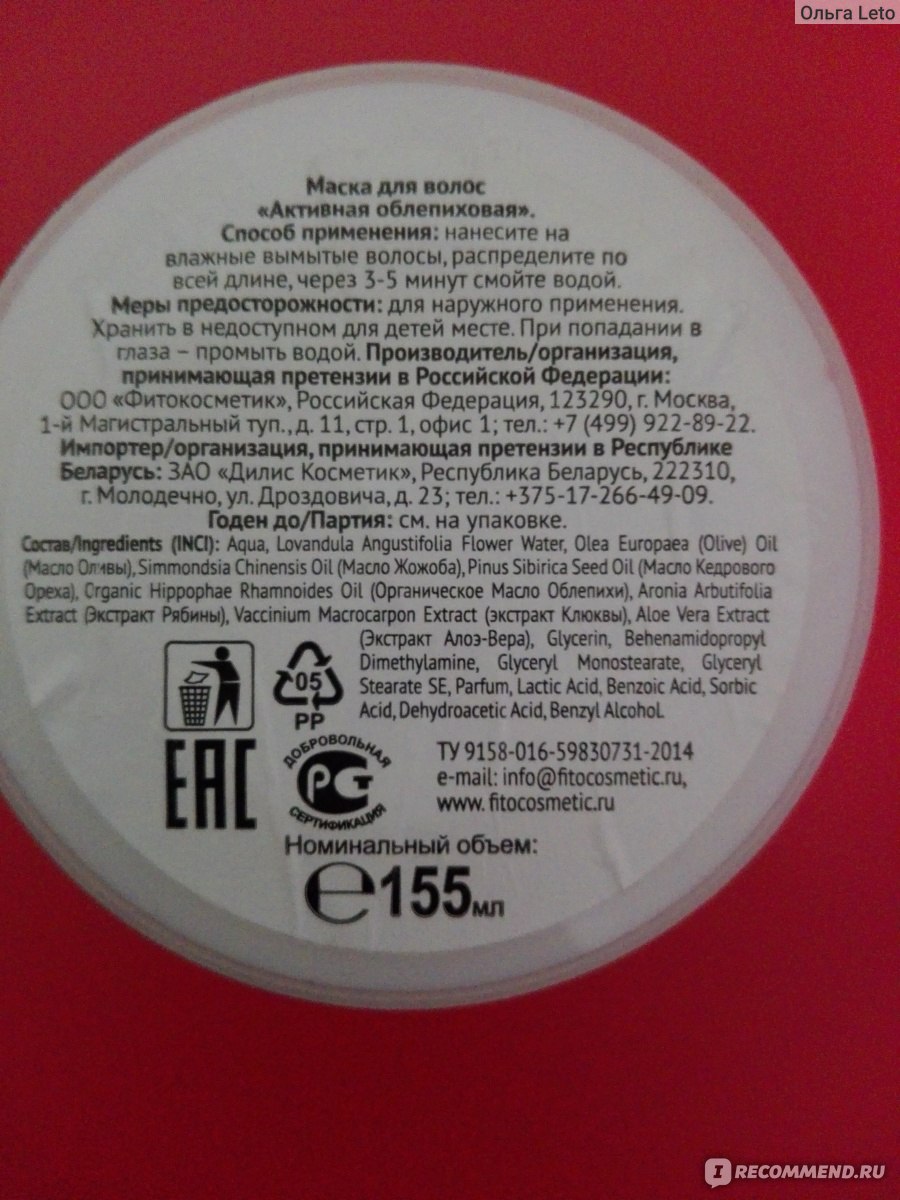 Ольга Leto
Маска для волос
«Активная облепиховая».
Способ применения: нанесите на
влажные вымытые волосы, распределите по
всей длине, через 3-5 минут смойте водой.
Меры предосторожности: для наружного применения.
Хранить в недоступном для детей месте. При попадании в
глаза – промыть водой. Производитель/организация,
принимающая претензии в Российской Федерации:
ООО «Фитокосметик», Российская Федерация, 123290, г. Москва,
1-й Магистральный туп., д. 11, стр. 1, офис 1; тел.: +7 (499) 922-89-22.
Импортер/организация, принимающая претензии в Республике
Беларусь: ЗАО «Дилис Косметик», Республика Беларусь, 222310,
г. Молодечно, ул. Дроздовича, д. 23; тел.: +375-17-266-49-09.
Годен до/Партия: см. на упаковке.
Состав/Ingredients (INCI): Aqua, Lovandula Angustifolia Flower Water, Olea Europaea (Olive) Oil
(Масло Оливы), Simmondsia Chinensis Oil (Масло Жожоба), Pinus Sibirica Seed Oil (Масло Кедрового
Ореха), Organic Hippophae Rhamnoides Oil (Органическое Масло Облепихи), Aronia Arbutifolia
Extract (Экстракт Рябины), Vaccinium Macrocarpon Extract (экстракт Клюквы), Aloe Vera Extract
(Экстракт Алоэ-Вера), Glycerin, Behenamidopropyl
Dimethylamine, Glyceryl Monostearate, Glyceryl
Stearate SE, Parfum, Lactic Acid, Benzoic Acid, Sorbic
Acid, Dehydroacetic Acid, Benzyl Alcohol.
05
PP
EAC
ДОБРОВОЛЬНАЯ
РСТ
СЕРТИФИКАЦИЯ
ТУ 9158-016-59830731-2014
e-mail: info@fitocosmetic.ru,
www. fitocosmetic.ru
Номинальный объем:
℮155мл
IRECOMMEND.RU